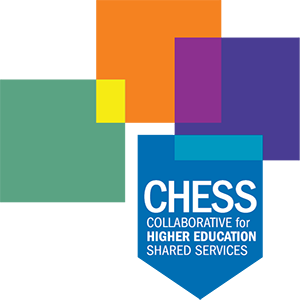 CHESS
COLLABORATIVE for
HIGHER EDUCATION
SHARED SERVICES